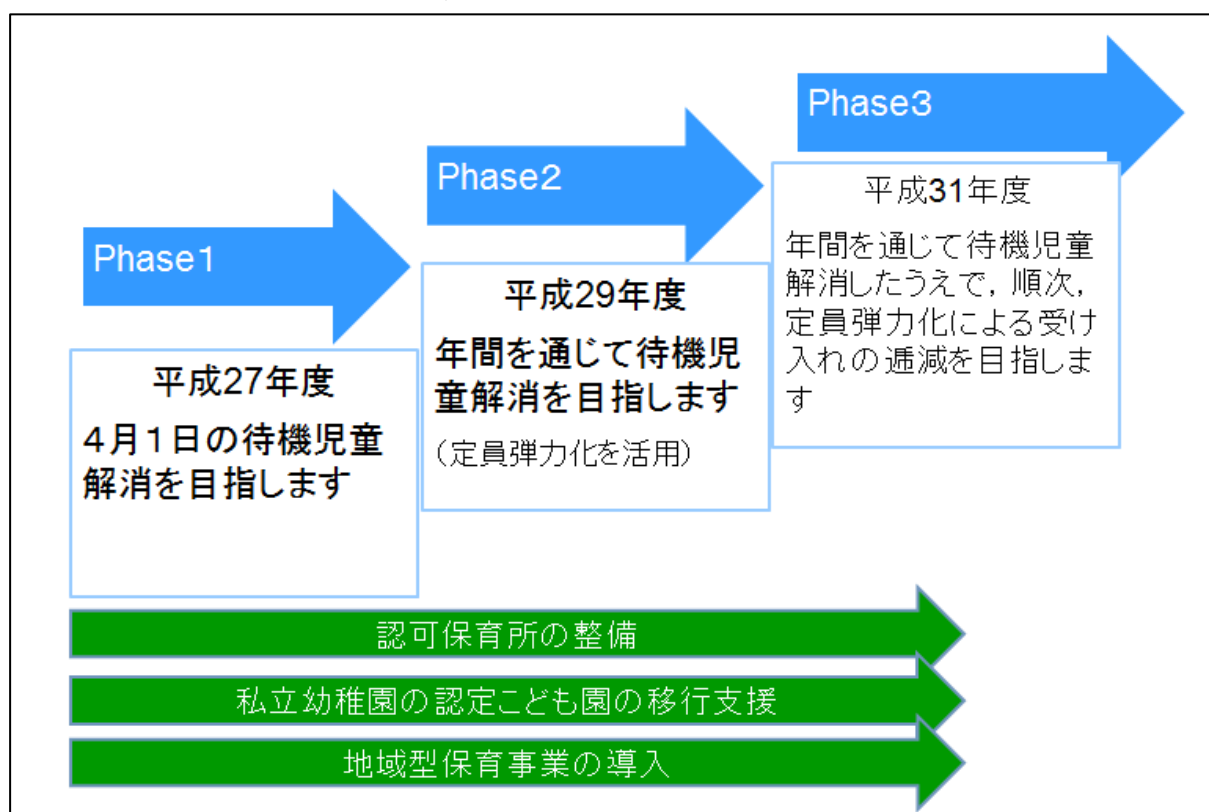 Phase1
平成27年度
４月１日の待機児童
解消を目指します
Phase2
平成29年度
年間を通じて待機児
童解消を目指します
（定員弾力化を活用）
Phase3
平成31年度
年間を通じて待機児童
解消したうえで，順次，
定員弾力化による受け
入れの逓減を目指しま
す
認可保育所の整備
私立幼稚園の認定こども園の移行支援
地域型保育事業の導入